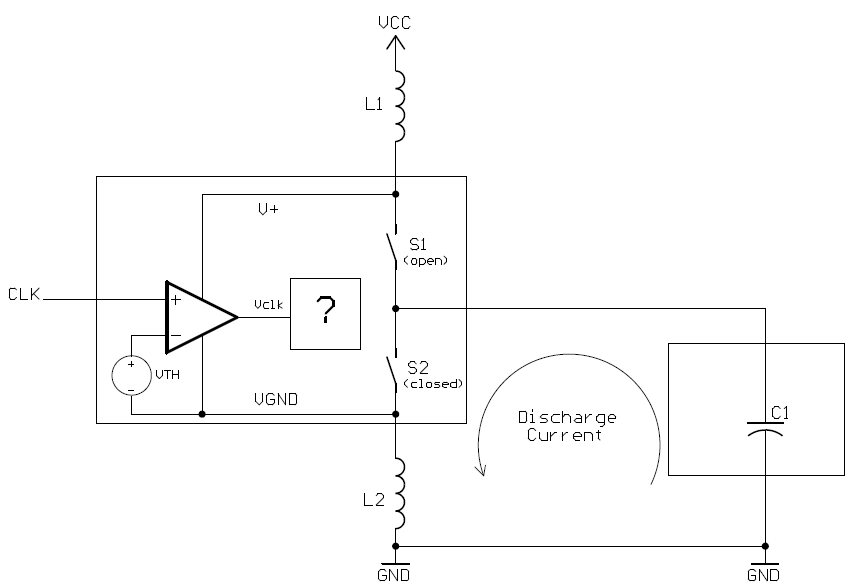 VCC
L1
V+
S1
(open)
CLK
+
−
Vclk
?
+
−
VTH
S2
(closed)
VGND
Discharge
Current
C1
L2
GND
GND